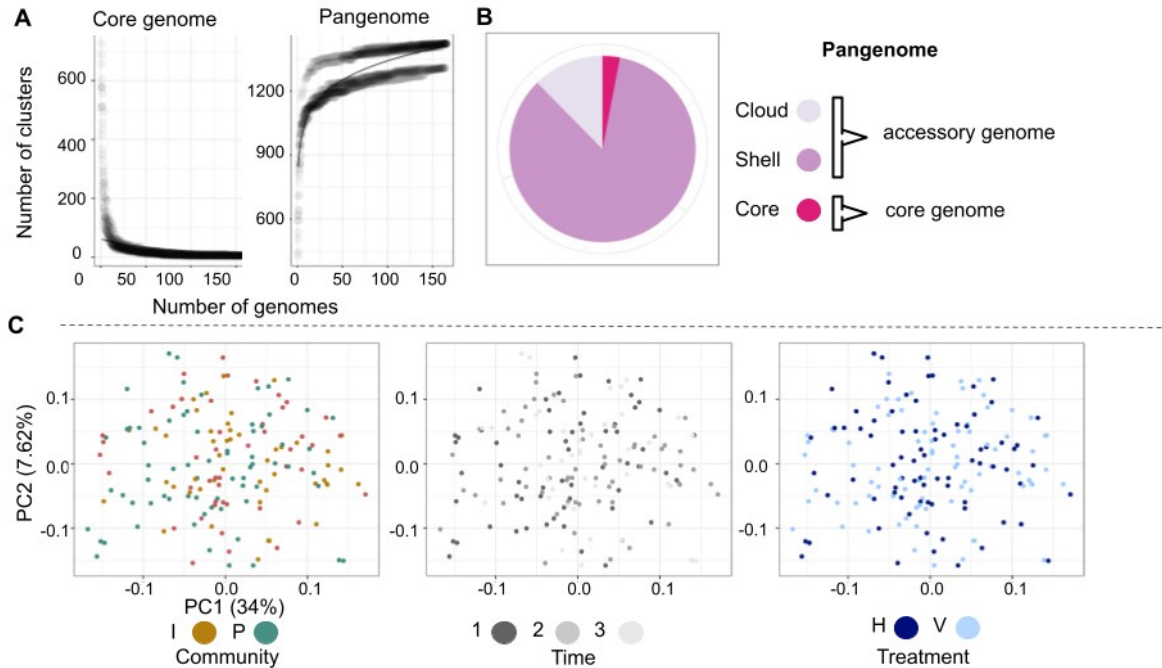 A
Core genome
Pangenome
Number of clusters
600
400
200
0
0 50 100 150
1200
900
600
0 50 100 150
Number of genomes
B
Pangenome
Cloud
Shell
accessory genome
Core
core genome
C
PC2 (7.62%)
0.1
0.0
-0.1
-0.1 0.0 0.1
PC1 (34%)
I P
Community
-0.1 0.0 0.1
1 2 3
Time
-0.1 0.0 0.1
H V
Treatment
0.1
0.0
-0.1
0.1
0.0
-0.1